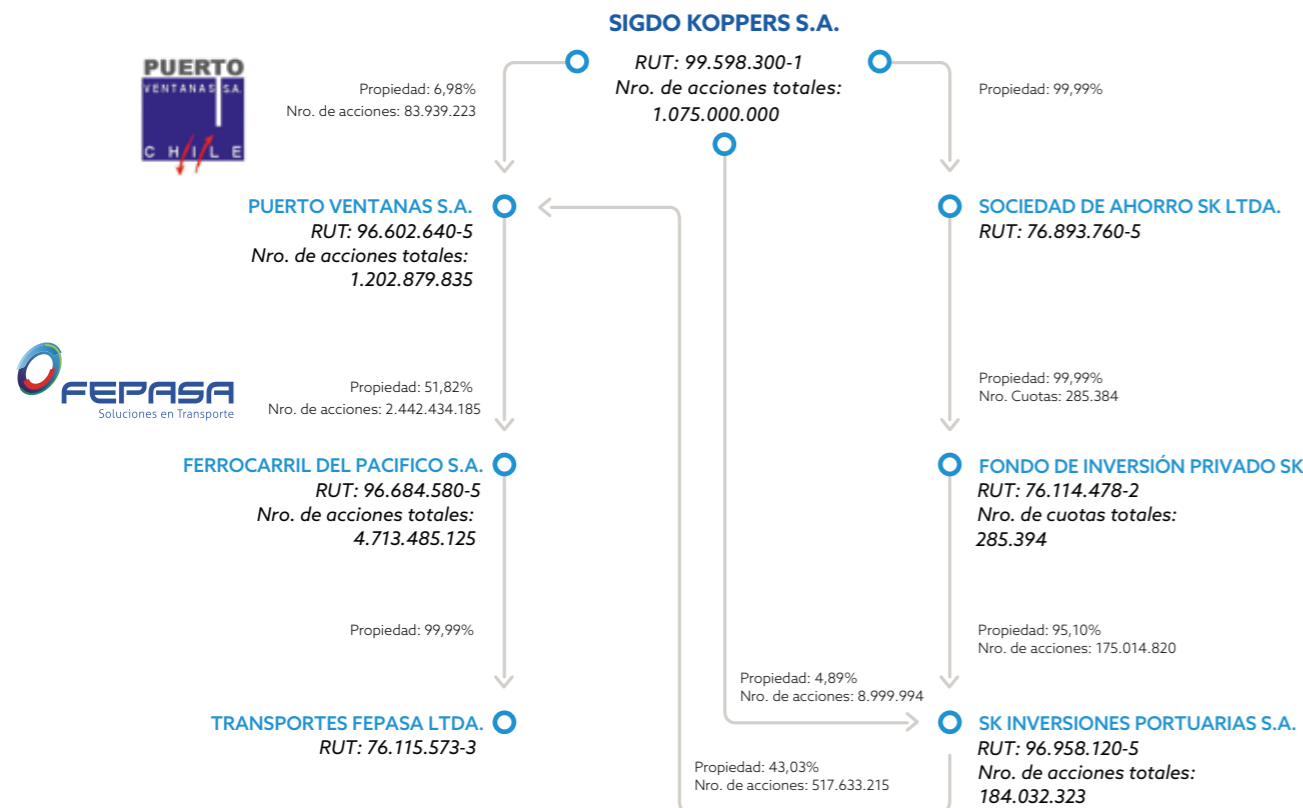 SIGDO KOPPERS S.A.
RUT: 99.598.300-1
Nro. de acciones totales:
1.075.000.000
PUERTO
VENTANAS S.A.
CHILE
Propiedad: 6,98%
Nro. de acciones: 83.939.223
Propiedad: 99,99%
PUERTO VENTANAS S.A.
RUT: 96.602.640-5
Nro. de acciones totales:
1.202.879.835
SOCIEDAD DE AHORRO SK LTDA.
RUT: 76.893.760-5
FEPASA
Soluciones en Transporte
Propiedad: 51,82%
Nro. de acciones: 2.442.434.185
Propiedad: 99,99%
Nro. Cuotas: 285.384
FERROCARRIL DEL PACIFICO S.A.
RUT: 96.684.580-5
Nro. de acciones totales:
4.713.485.125
FONDO DE INVERSIÓN PRIVADO SK
RUT: 76.114.478-2
Nro. de cuotas totales:
285.394
Propiedad: 99,99%
Propiedad: 95,10%
Nro. de acciones: 175.014.820
Propiedad: 4,89%
Nro. de acciones: 8.999.994
TRANSPORTES FEPASA LTDA.
RUT: 76.115.573-3
SK INVERSIONES PORTUARIAS S.A.
RUT: 96.958.120-5
Nro. de acciones totales:
184.032.323
Propiedad: 43,03%
Nro. de acciones: 517.633.215